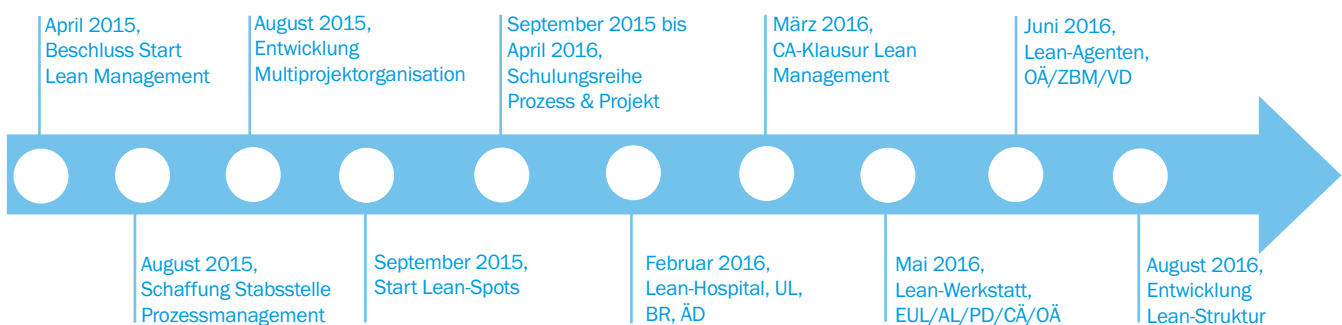 April 2015,
Beschluss Start
Lean Management
August 2015,
Schaffung Stabsstelle
Prozessmanagement
August 2015,
Entwicklung
Multiprojektorganisation
September 2015,
Start Lean-Spots
September 2015 bis
April 2016,
Schulungsreihe
Prozess & Projekt
Februar 2016,
Lean-Hospital, UL,
BR, ÄD
März 2016,
CA-Klausur Lean
Management
Mai 2016,
Lean-Werkstatt,
EUL/AL/PD/CÄ/OÄ
Juni 2016,
Lean-Agenten,
OÄ/ZBM/VD
August 2016,
Entwicklung
Lean-Struktur